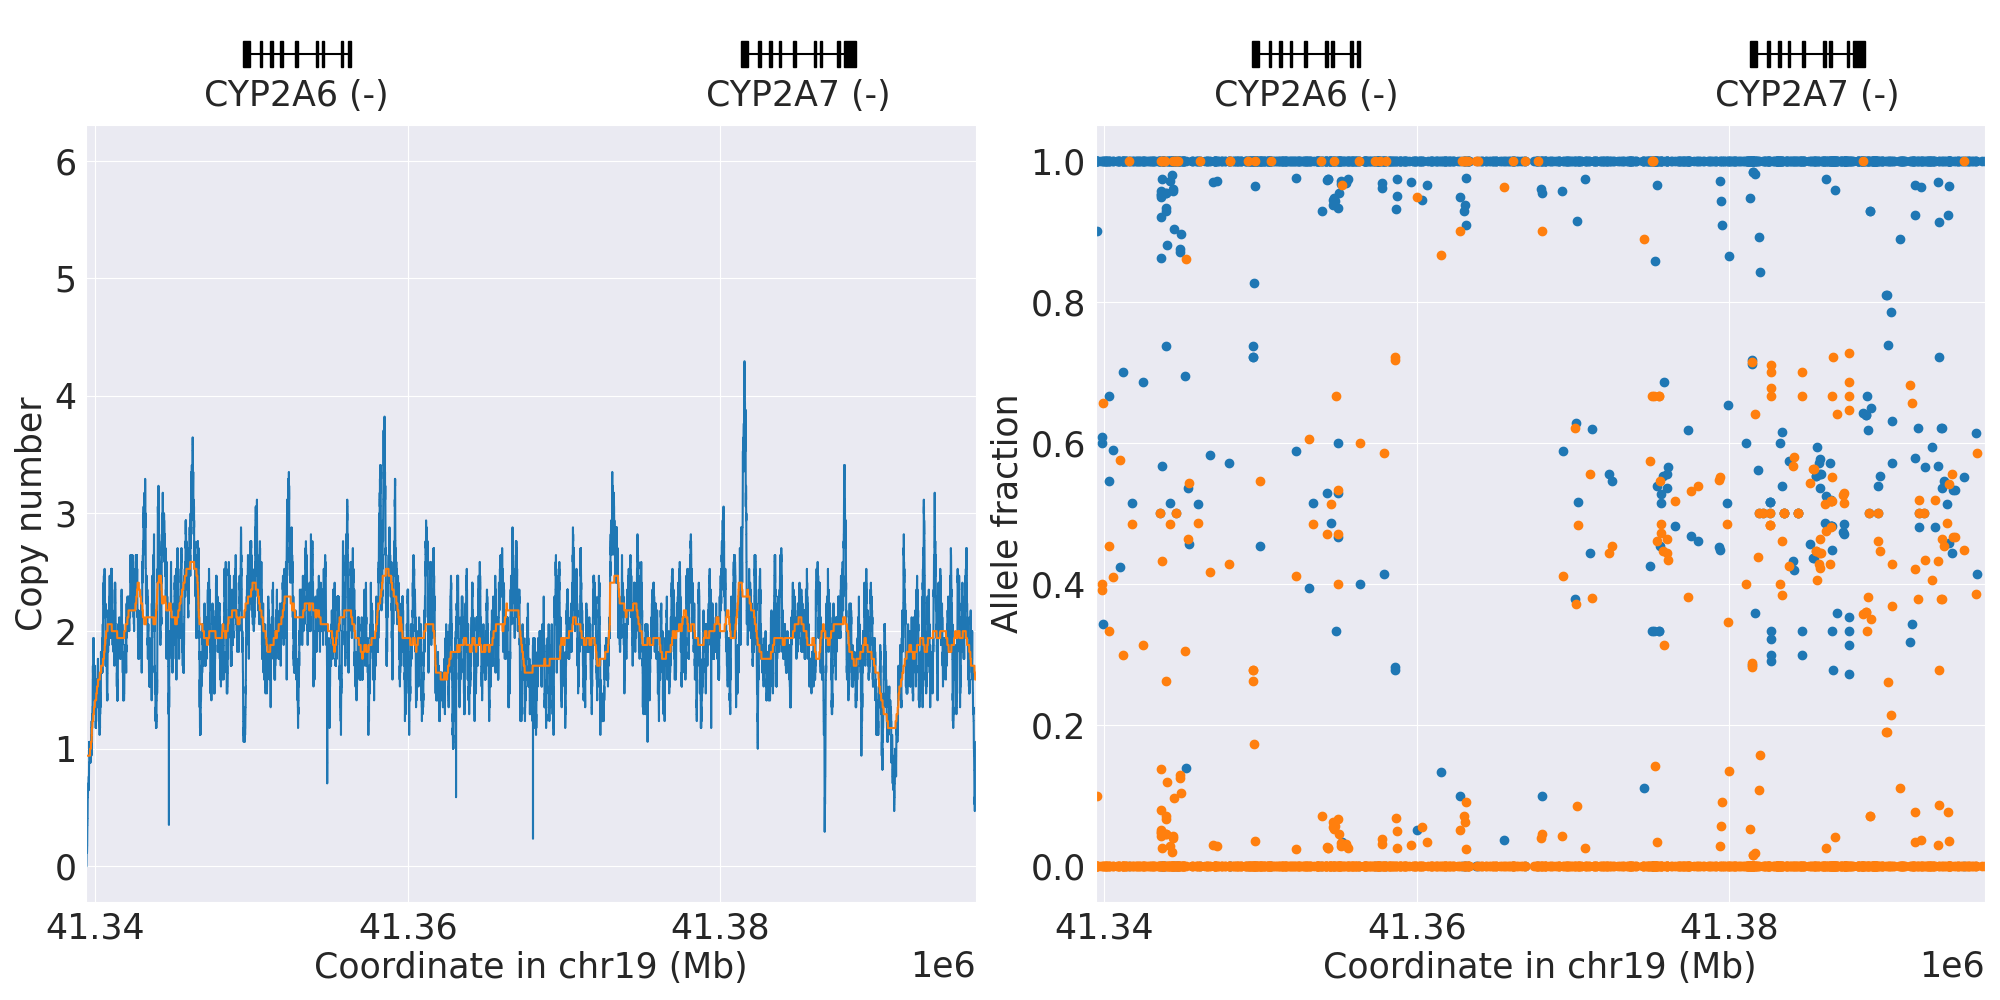 CYP2A6 (-)
CYP2A7 (-)
6
5
4
3
2
1
0
Copy number
41.34
41.36
41.38
Coordinate in chr19 (Mb)
1e6
CYP2A6 (-)
CYP2A7 (-)
1.0
0.8
0.6
0.4
0.2
0.0
Allele fraction
41.34
41.36
41.38
Coordinate in chr19 (Mb)
1e6